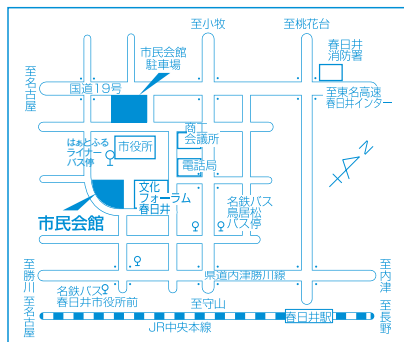 至小牧
至桃花台
市民会館
駐車場
春日井
消防署
至名古屋
国道19号
至東名高速
春日井インター
はぁとふる
ライナー
バス停
市役所
商工
会議所
電話局
N
文化
フォーラム
春日井
市民会館
名鉄バス
鳥居松
バス停
至勝川
県道内津勝川線
至内津
名鉄バス
春日井市役所前
至守山
至名古屋
春日井駅
至長野
JR中央本線